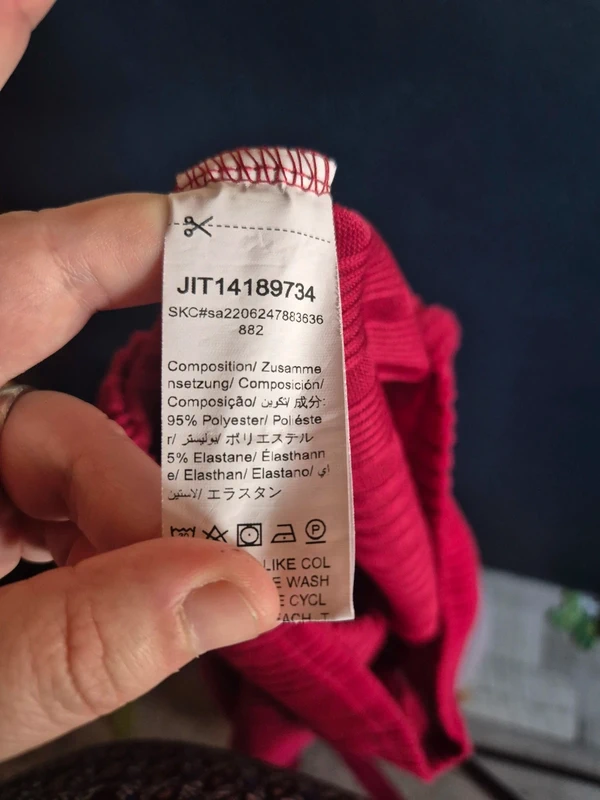 JIT14189734
SKC#sa2206247883636
882
Composition/ Zusamme
nsetzung/ Composición/
Composição/ تكوين/ 成分:
95% Polyester/ Polieste
r/ بوليستر/ ポリエステル
5% Elastane/ Élasthann
e/ Elasthan/ Elastano/ اي
لاستين/ エラスタン
LIKE COL
WASH
CYCL